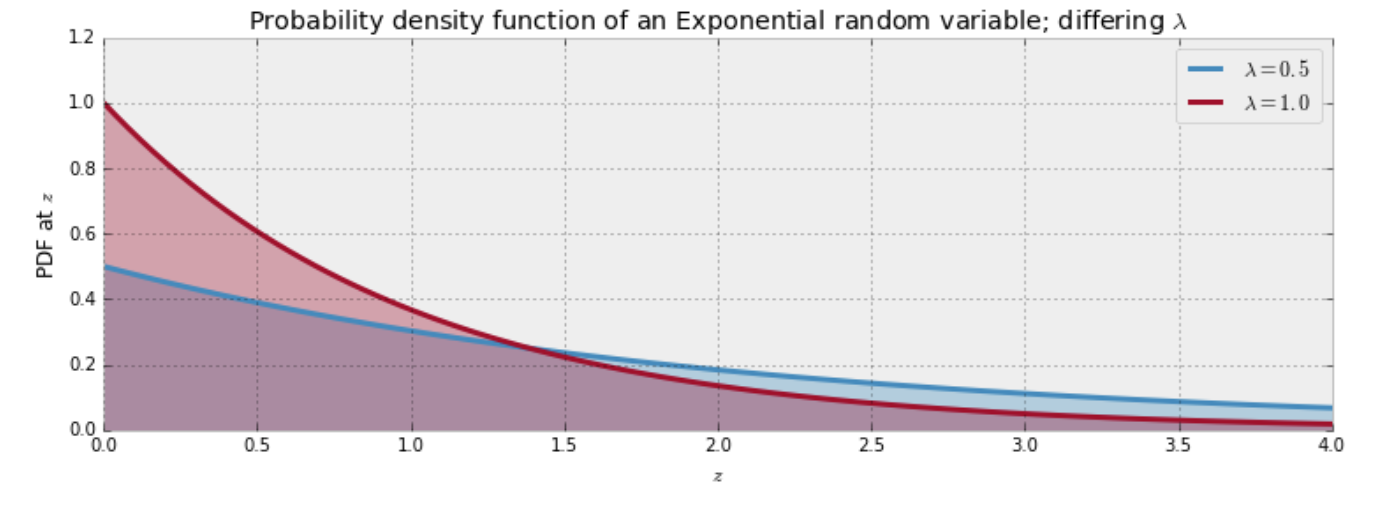 Probability density function of an Exponential random variable; differing λ
1.2
1.0
0.8
0.6
0.4
0.2
0.0
PDF at z
λ=0.5
λ=1.0
0.0 0.5 1.0 1.5 2.0 2.5 3.0 3.5 4.0
z